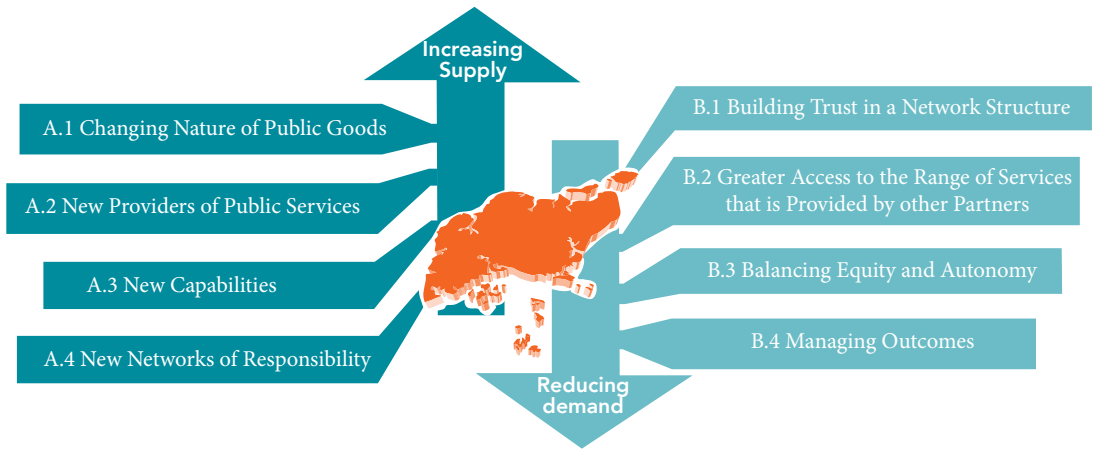 Increasing
Supply
A.1 Changing Nature of Public Goods
A.2 New Providers of Public Services
A.3 New Capabilities
A.4 New Networks of Responsibility
B.1 Building Trust in a Network Structure
B.2 Greater Access to the Range of Services
that is Provided by other Partners
B.3 Balancing Equity and Autonomy
B.4 Managing Outcomes
Reducing
demand